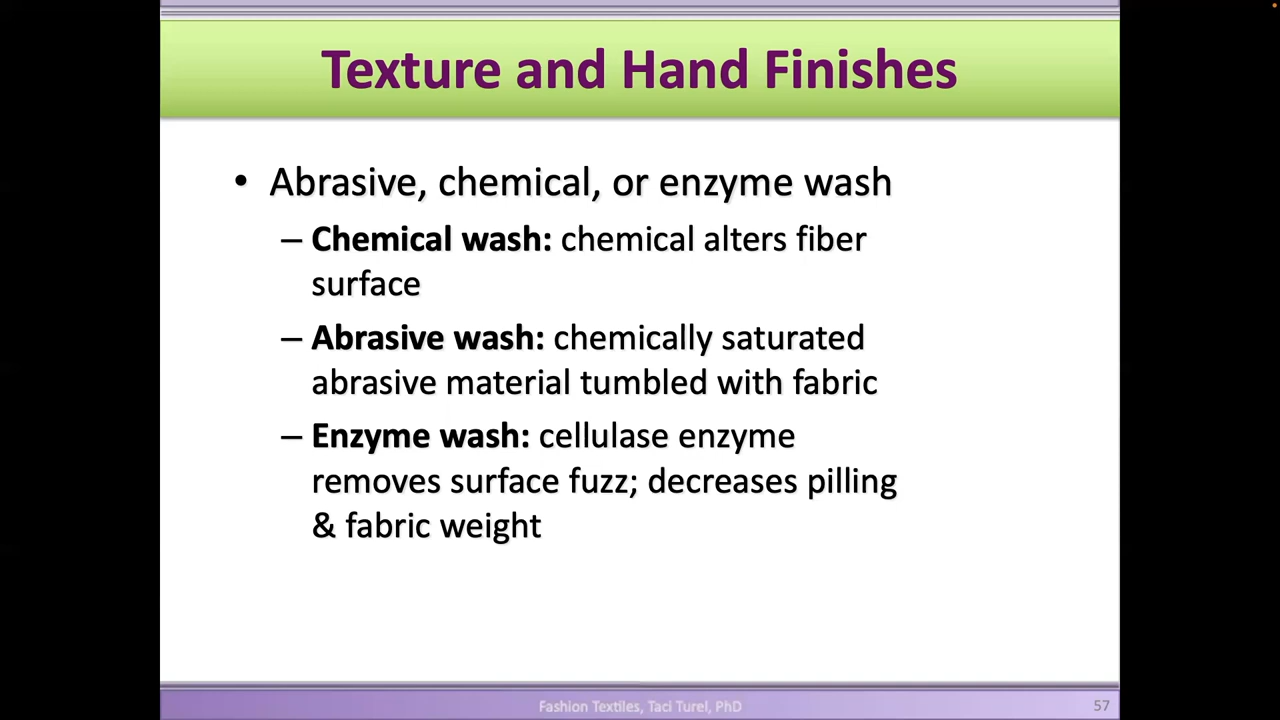 Texture and Hand Finishes
• Abrasive, chemical, or enzyme wash
– Chemical wash: chemical alters fiber
surface
– Abrasive wash: chemically saturated
abrasive material tumbled with fabric
– Enzyme wash: cellulase enzyme
removes surface fuzz; decreases pilling
& fabric weight
Fashion Textiles, Taci Turel, PhD
57